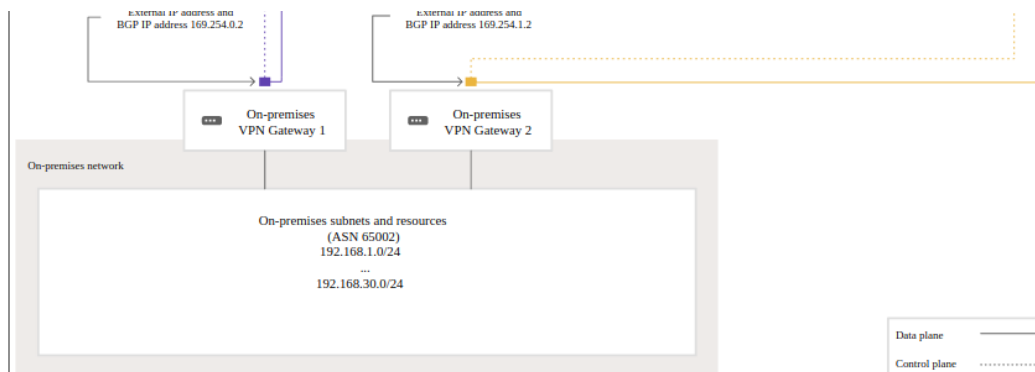 External IP address and
BGP IP address 169.254.0.2
External IP address and
BGP IP address 169.254.1.2
On-premises
VPN Gateway 1
On-premises
VPN Gateway 2
On-premises network
On-premises subnets and resources
(ASN 65002)
192.168.1.0/24
...
192.168.30.0/24
Data plane
Control plane